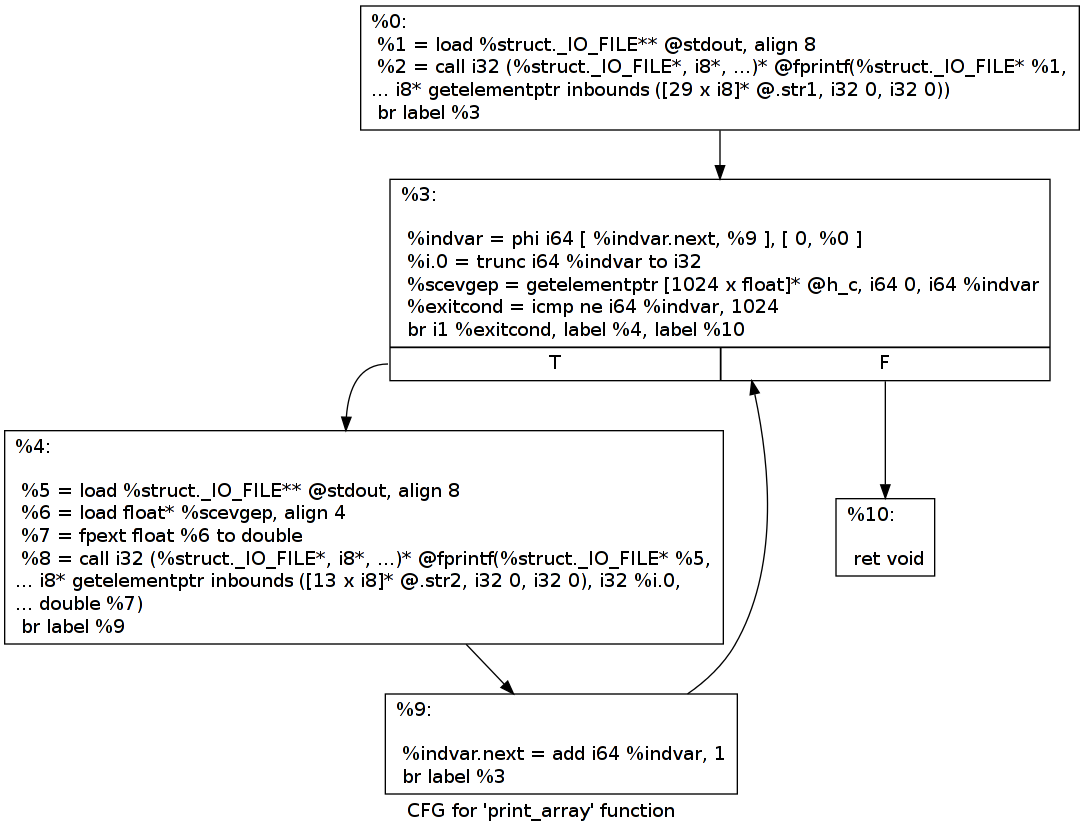 %0:
%1 = load %struct._IO_FILE** @stdout, align 8
%2 = call i32 (%struct._IO_FILE*, i8*, ...)* @fprintf(%struct._IO_FILE* %1,
... i8* getelementptr inbounds ([29 x i8]* @.str1, i32 0, i32 0))
br label %3
%3:
%indvar = phi i64 [ %indvar.next, %9 ], [ 0, %0 ]
%i.0 = trunc i64 %indvar to i32
%scevgep = getelementptr [1024 x float]* @h_c, i64 0, i64 %indvar
%exitcond = icmp ne i64 %indvar, 1024
br i1 %exitcond, label %4, label %10
T
F
%4:
%5 = load %struct._IO_FILE** @stdout, align 8
%6 = load float* %scevgep, align 4
%7 = fpext float %6 to double
%8 = call i32 (%struct._IO_FILE*, i8*, ...)* @fprintf(%struct._IO_FILE* %5,
... i8* getelementptr inbounds ([13 x i8]* @.str2, i32 0, i32 0), i32 %i.0,
... double %7)
br label %9
%10:
ret void
%9:
%indvar.next = add i64 %indvar, 1
br label %3
CFG for 'print_array' function